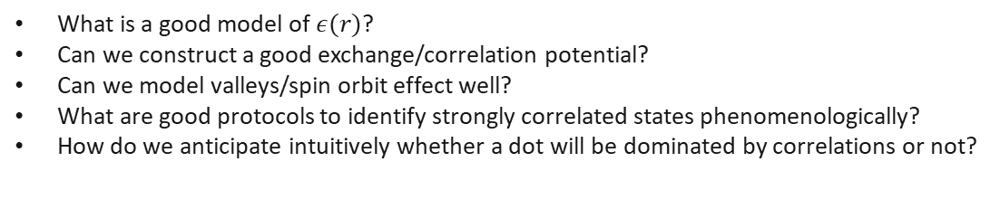 • What is a good model of ϵ(r)?
• Can we construct a good exchange/correlation potential?
• Can we model valleys/spin orbit effect well?
• What are good protocols to identify strongly correlated states phenomenologically?
• How do we anticipate intuitively whether a dot will be dominated by correlations or not?